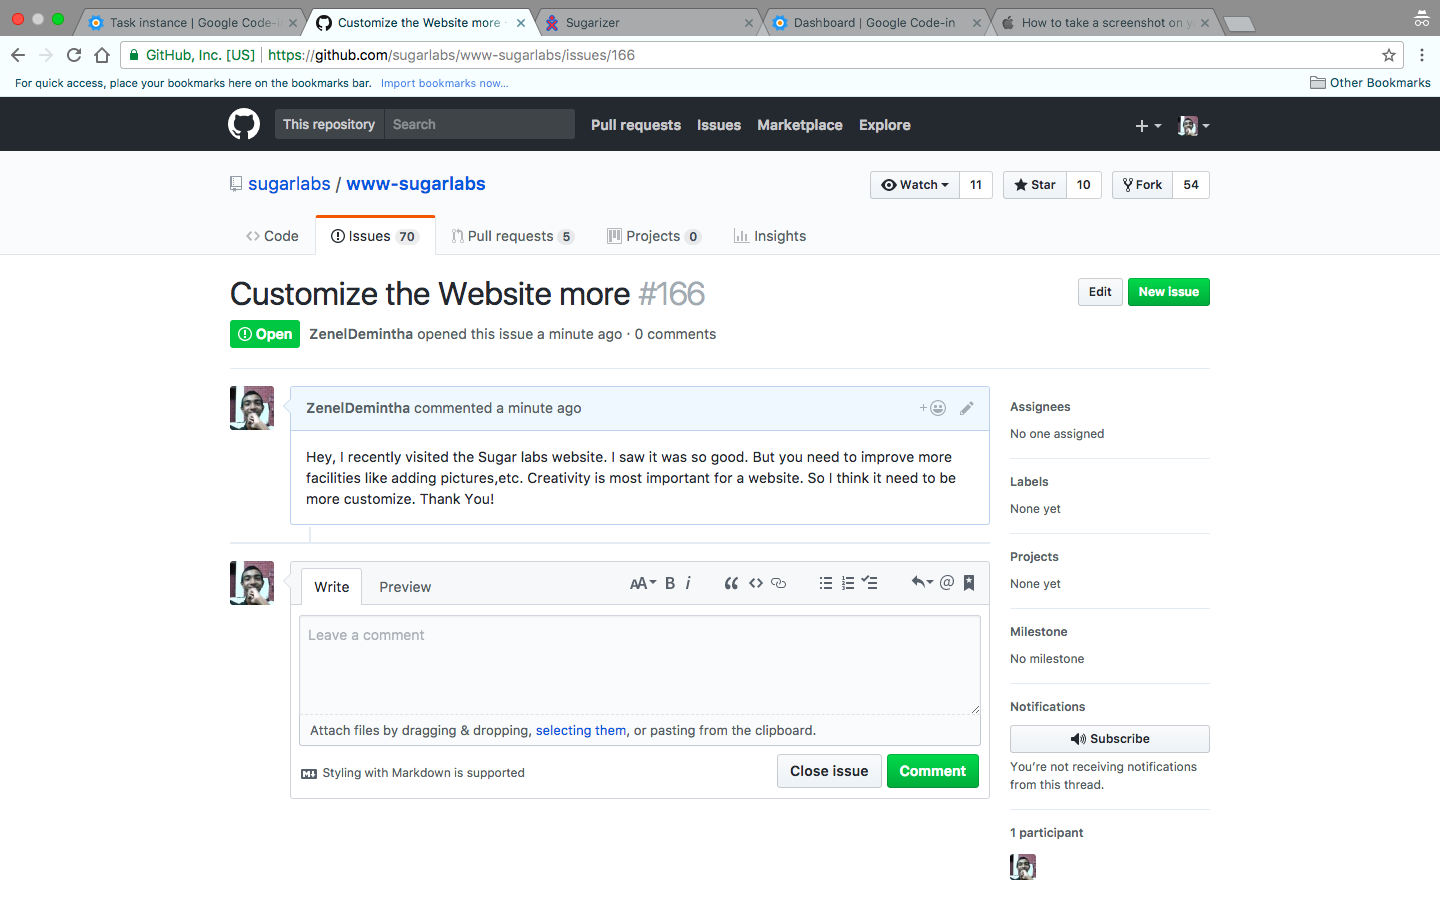 Task instance | Google Code-i
Customize the Website more
Sugarizer
Dashboard | Google Code-in
How to take a screenshot on y
GitHub, Inc. [US] | https://github.com/sugarlabs/www-sugarlabs/issues/166
For quick access, place your bookmarks here on the bookmarks bar. Import bookmarks now...
Other Bookmarks
This repository Search Pull requests Issues Marketplace Explore
sugarlabs / www-sugarlabs
Watch 11 Star 10 Fork 54
Code Issues 70 Pull requests 5 Projects 0 Insights
Customize the Website more #166
Edit New issue
Open ZenelDemintha opened this issue a minute ago · 0 comments
ZenelDemintha commented a minute ago
Hey, I recently visited the Sugar labs website. I saw it was so good. But you need to improve more
facilities like adding pictures,etc. Creativity is most important for a website. So I think it need to be
more customize. Thank You!
Write Preview
AA B i
Leave a comment
Attach files by dragging & dropping, selecting them, or pasting from the clipboard.
Styling with Markdown is supported
Close issue Comment
Assignees
No one assigned
Labels
None yet
Projects
None yet
Milestone
No milestone
Notifications
Subscribe
You're not receiving notifications
from this thread.
1 participant